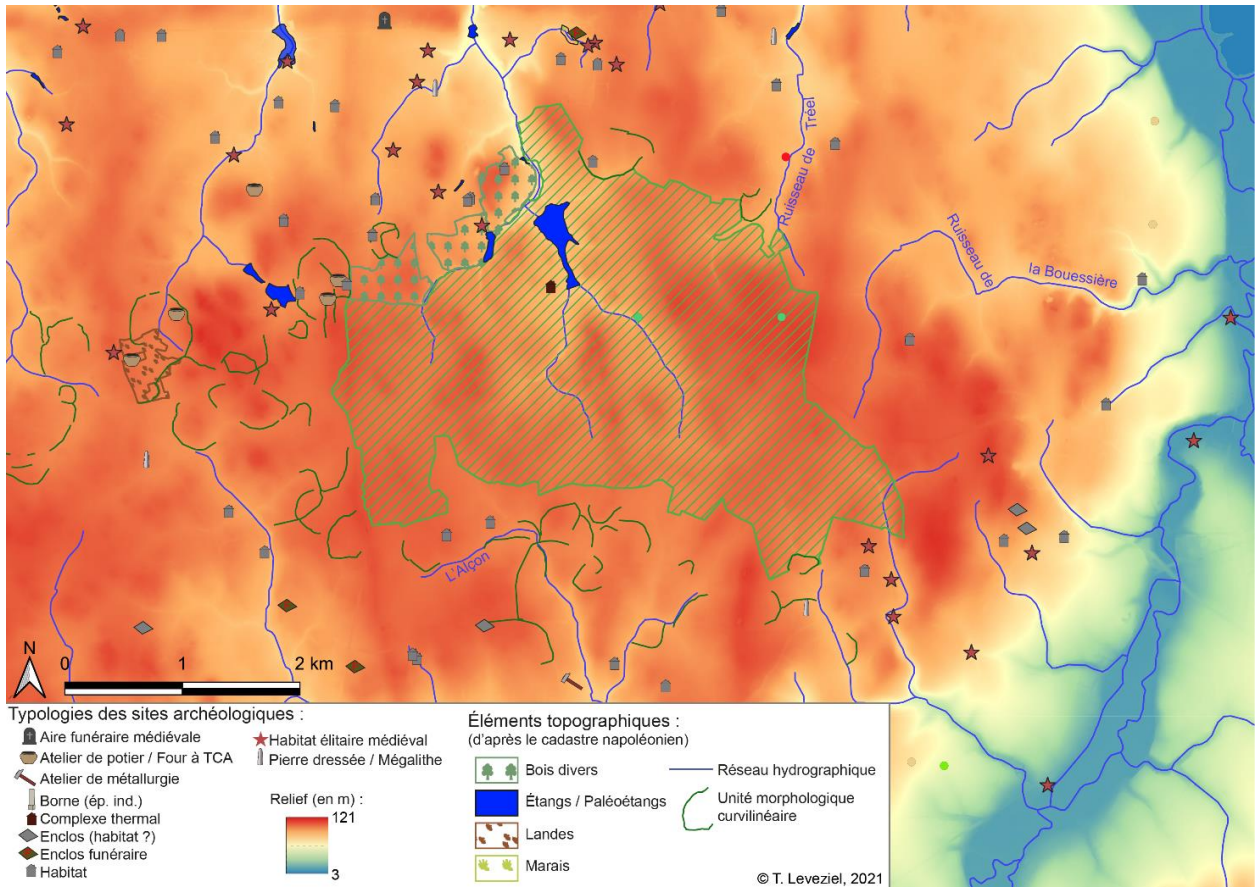 Ruisseau de Tréel
Ruisseau de
la Bouessière
L'Alçon
N
0 1 2 km
Typologies des sites archéologiques :
Aire funéraire médiévale
Atelier de potier / Four à TCA
Atelier de métallurgie
Borne (ép. ind.)
Complexe thermal
Enclos (habitat ?)
Enclos funéraire
Habitat
Habitat élitaire médiéval
Pierre dressée / Mégalithe
Relief (en m) :
121
3
Éléments topographiques :
(d'après le cadastre napoléonien)
Bois divers
Étangs / Paléoétangs
Landes
Marais
Réseau hydrographique
Unité morphologique
curvilinéaire
© T. Leveziel, 2021